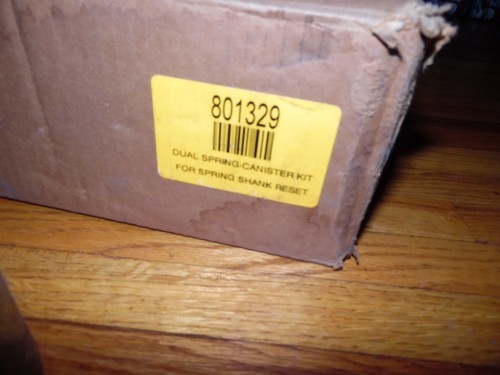 801329
DUAL SPRING-CANISTER KIT
FOR SPRING SHANK RESET